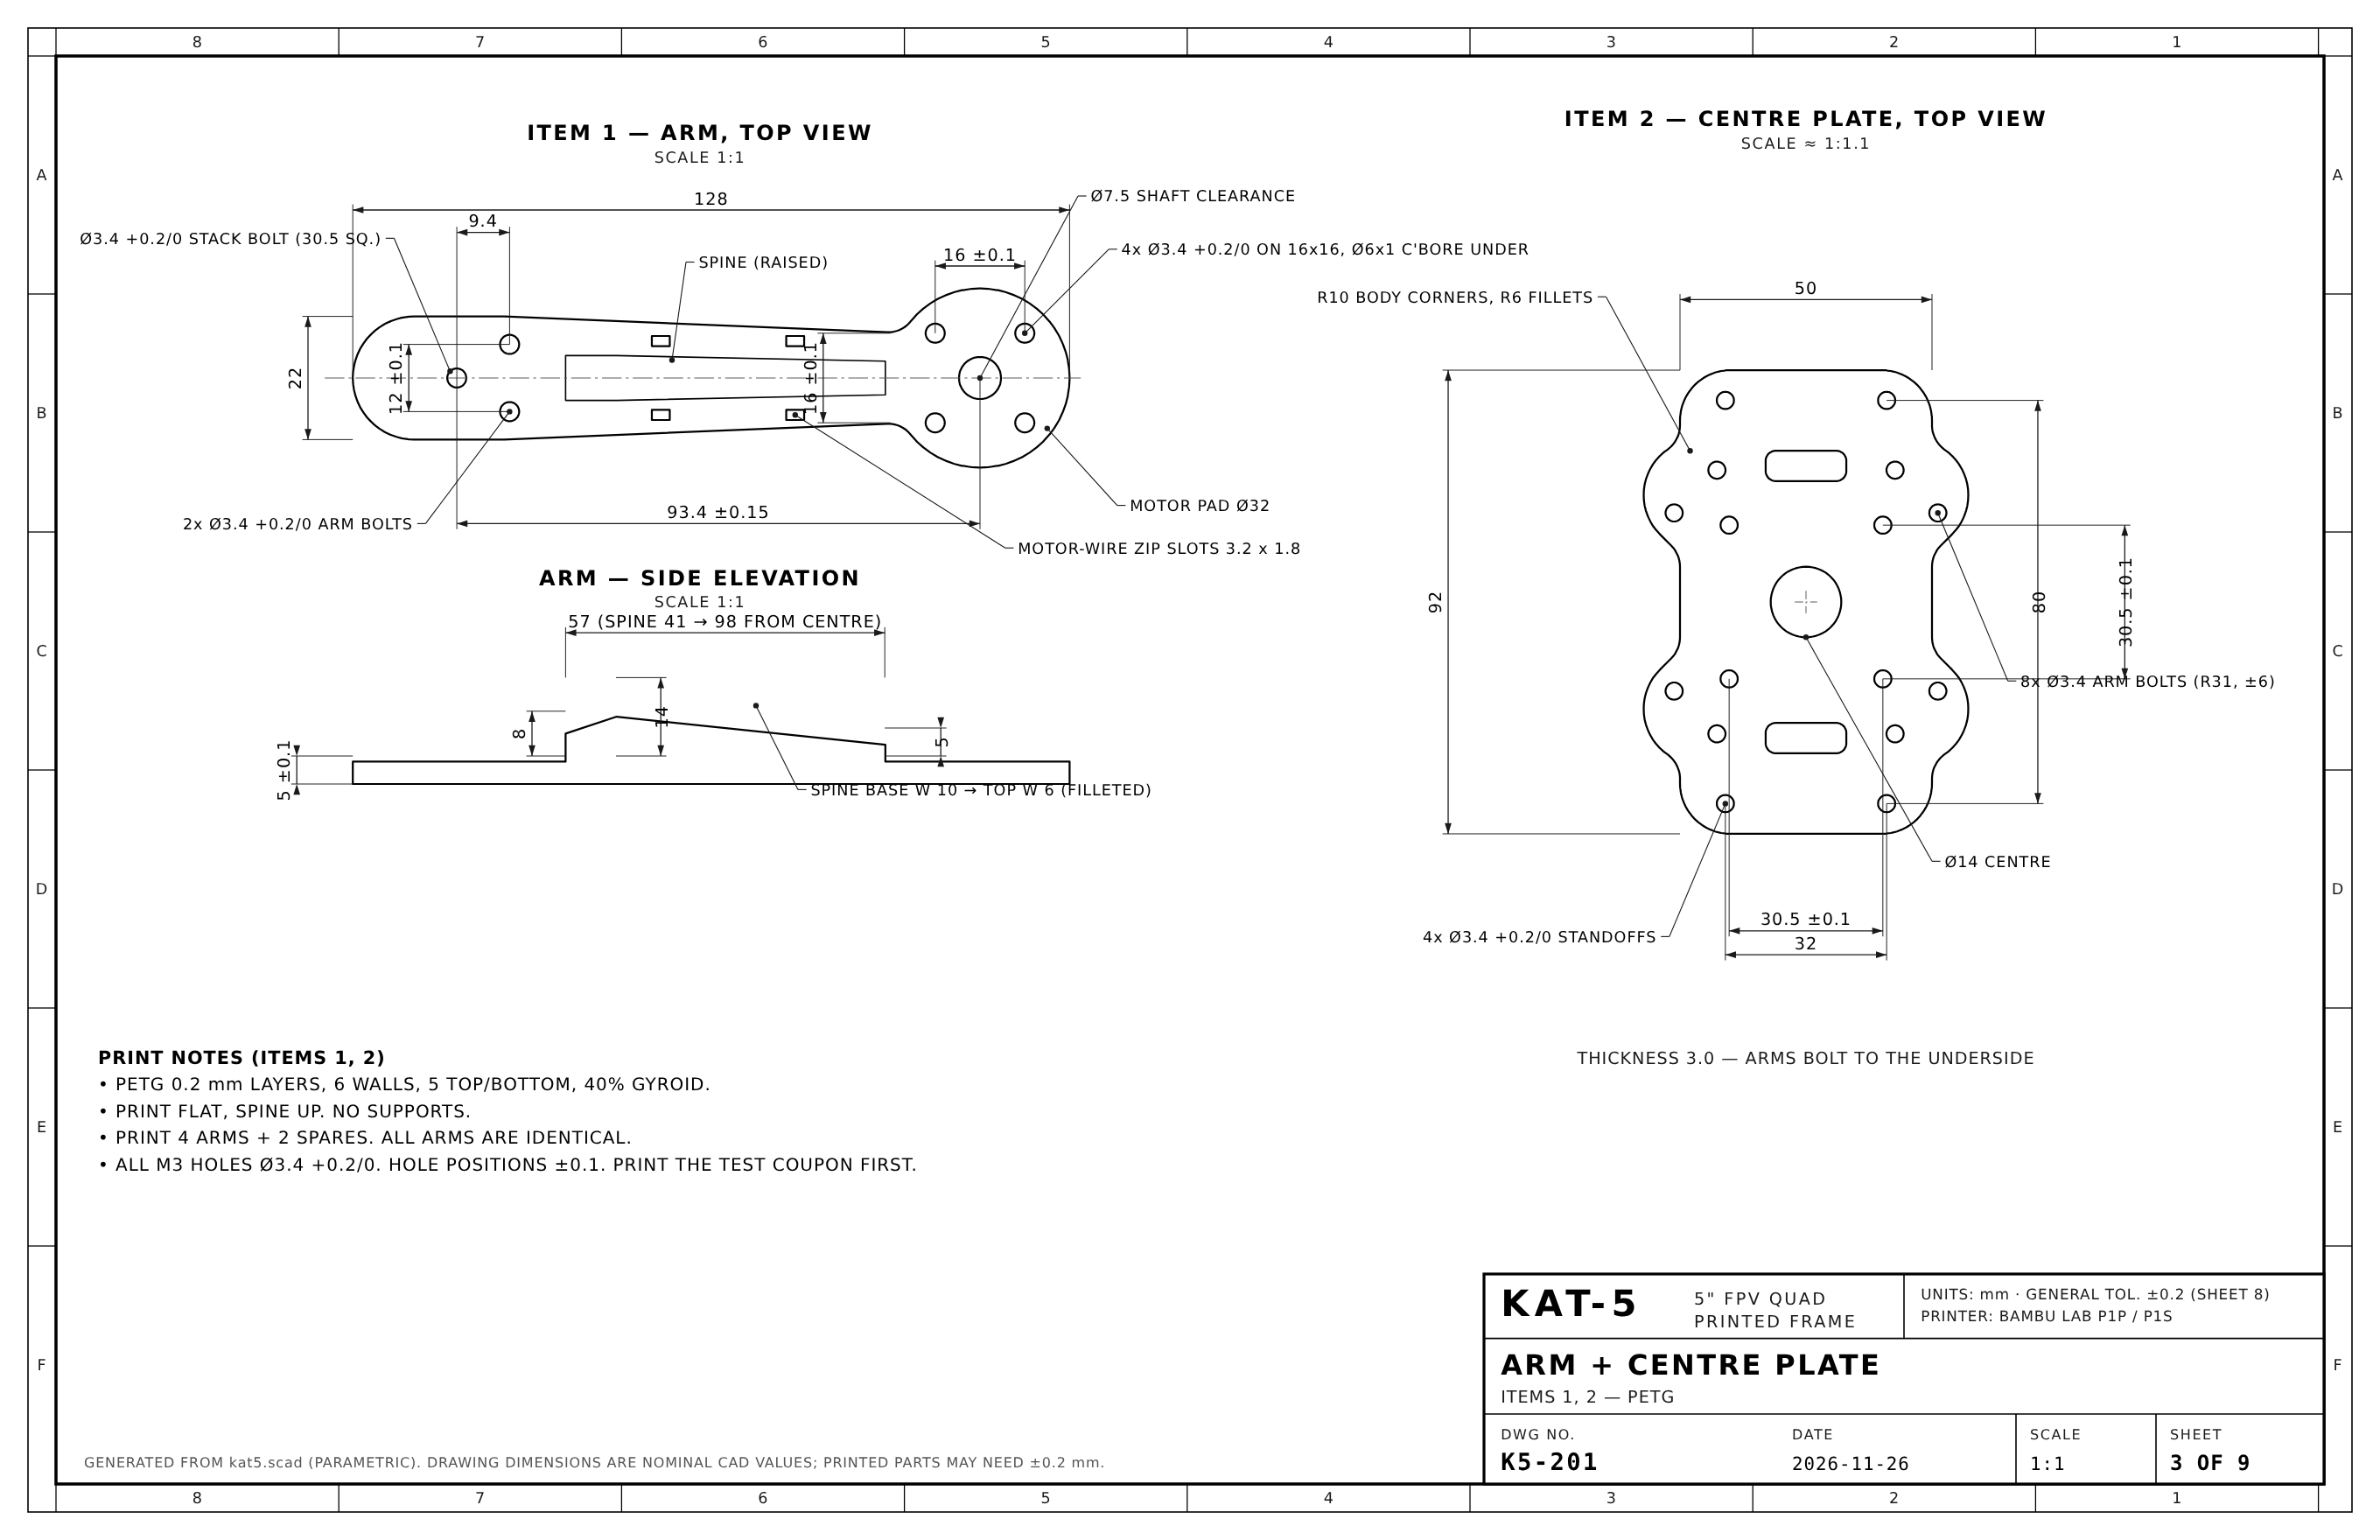 8 7 6 5 4 3 2 1
A A
B B
C C
D D
E E
F F
ITEM 1 — ARM, TOP VIEW
SCALE 1:1
128
9.4
Ø3.4 +0.2/0 STACK BOLT (30.5 SQ.)
SPINE (RAISED)
Ø7.5 SHAFT CLEARANCE
16 ±0.1
4x Ø3.4 +0.2/0 ON 16x16, Ø6x1 C'BORE UNDER
22
12 ±0.1
16 ±0.1
2x Ø3.4 +0.2/0 ARM BOLTS
93.4 ±0.15
MOTOR PAD Ø32
MOTOR-WIRE ZIP SLOTS 3.2 x 1.8
ARM — SIDE ELEVATION
SCALE 1:1
57 (SPINE 41 → 98 FROM CENTRE)
8
14
5
5 ±0.1
SPINE BASE W 10 → TOP W 6 (FILLETED)
ITEM 2 — CENTRE PLATE, TOP VIEW
SCALE ≈ 1:1.1
R10 BODY CORNERS, R6 FILLETS
50
92
80
30.5 ±0.1
8x Ø3.4 ARM BOLTS (R31, ±6)
Ø14 CENTRE
4x Ø3.4 +0.2/0 STANDOFFS
30.5 ±0.1
32
THICKNESS 3.0 — ARMS BOLT TO THE UNDERSIDE
PRINT NOTES (ITEMS 1, 2)
• PETG 0.2 mm LAYERS, 6 WALLS, 5 TOP/BOTTOM, 40% GYROID.
• PRINT FLAT, SPINE UP. NO SUPPORTS.
• PRINT 4 ARMS + 2 SPARES. ALL ARMS ARE IDENTICAL.
• ALL M3 HOLES Ø3.4 +0.2/0. HOLE POSITIONS ±0.1. PRINT THE TEST COUPON FIRST.
KAT-5
5" FPV QUAD
PRINTED FRAME
UNITS: mm · GENERAL TOL. ±0.2 (SHEET 8)
PRINTER: BAMBU LAB P1P / P1S
ARM + CENTRE PLATE
ITEMS 1, 2 — PETG
DWG NO. DATE SCALE SHEET
K5-201 2026-11-26 1:1 3 OF 9
GENERATED FROM kat5.scad (PARAMETRIC). DRAWING DIMENSIONS ARE NOMINAL CAD VALUES; PRINTED PARTS MAY NEED ±0.2 mm.
8 7 6 5 4 3 2 1